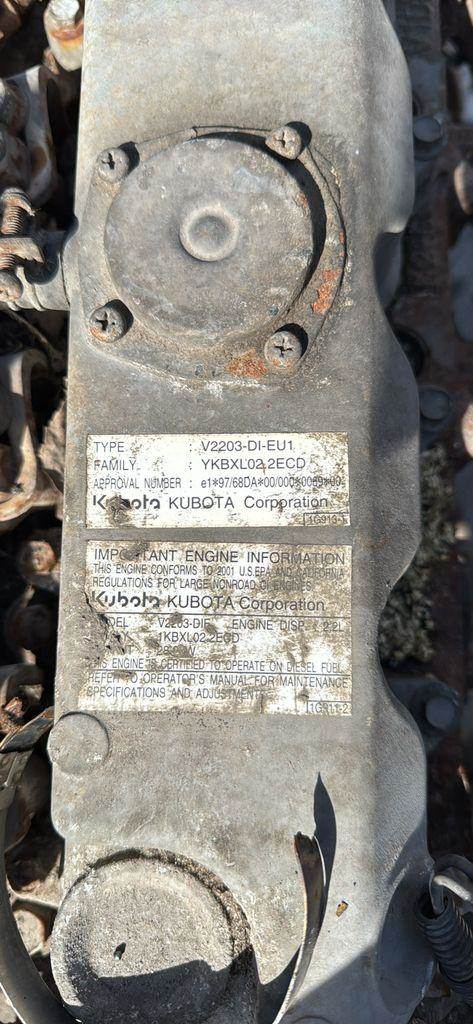 TYPE : V2203-DI-EU1
FAMILY : YKBXL02.2ECD
APPROVAL NUMBER : e1*97/68DA*00/000*0059*00
Kubota KUBOTA Corporation
1G913-1
IMPORTANT ENGINE INFORMATION
THIS ENGINE CONFORMS TO 2001 U.S.EPA AND CALIFORNIA
REGULATIONS FOR LARGE NONROAD CI ENGINES
Kubota KUBOTA Corporation
V2203-DIE ENGINE DISP. 2.2L
1KBXL02.2ECD
THIS ENGINE IS CERTIFIED TO OPERATE ON DIESEL FUEL
REFER TO OPERATOR'S MANUAL FOR MAINTENANCE
SPECIFICATIONS AND ADJUSTMENTS
1G911-2